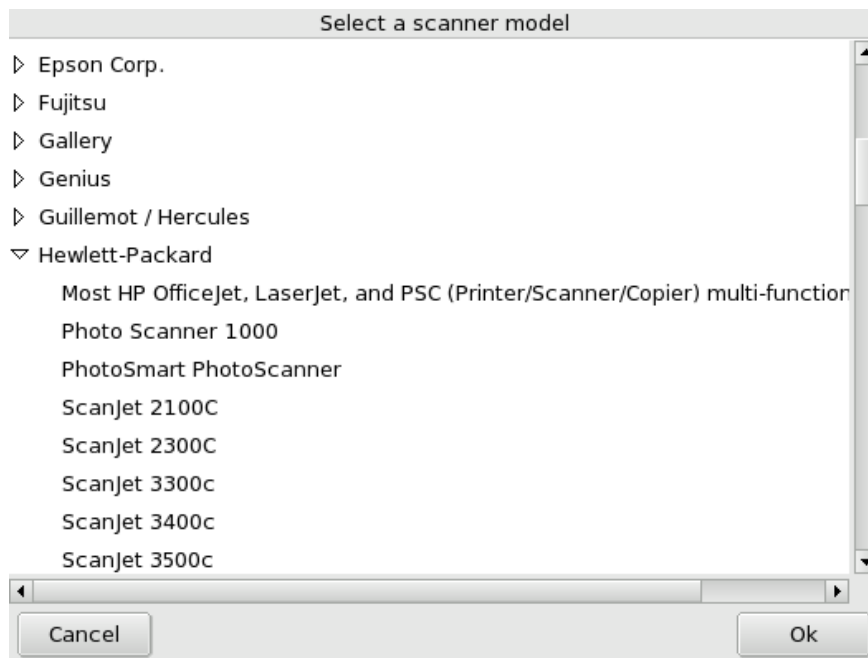 Select a scanner model
Epson Corp.
Fujitsu
Gallery
Genius
Guillemot / Hercules
Hewlett-Packard
Most HP OfficeJet, LaserJet, and PSC (Printer/Scanner/Copier) multi-function
Photo Scanner 1000
PhotoSmart PhotoScanner
ScanJet 2100C
ScanJet 2300C
ScanJet 3300c
ScanJet 3400c
ScanJet 3500c
Cancel
Ok